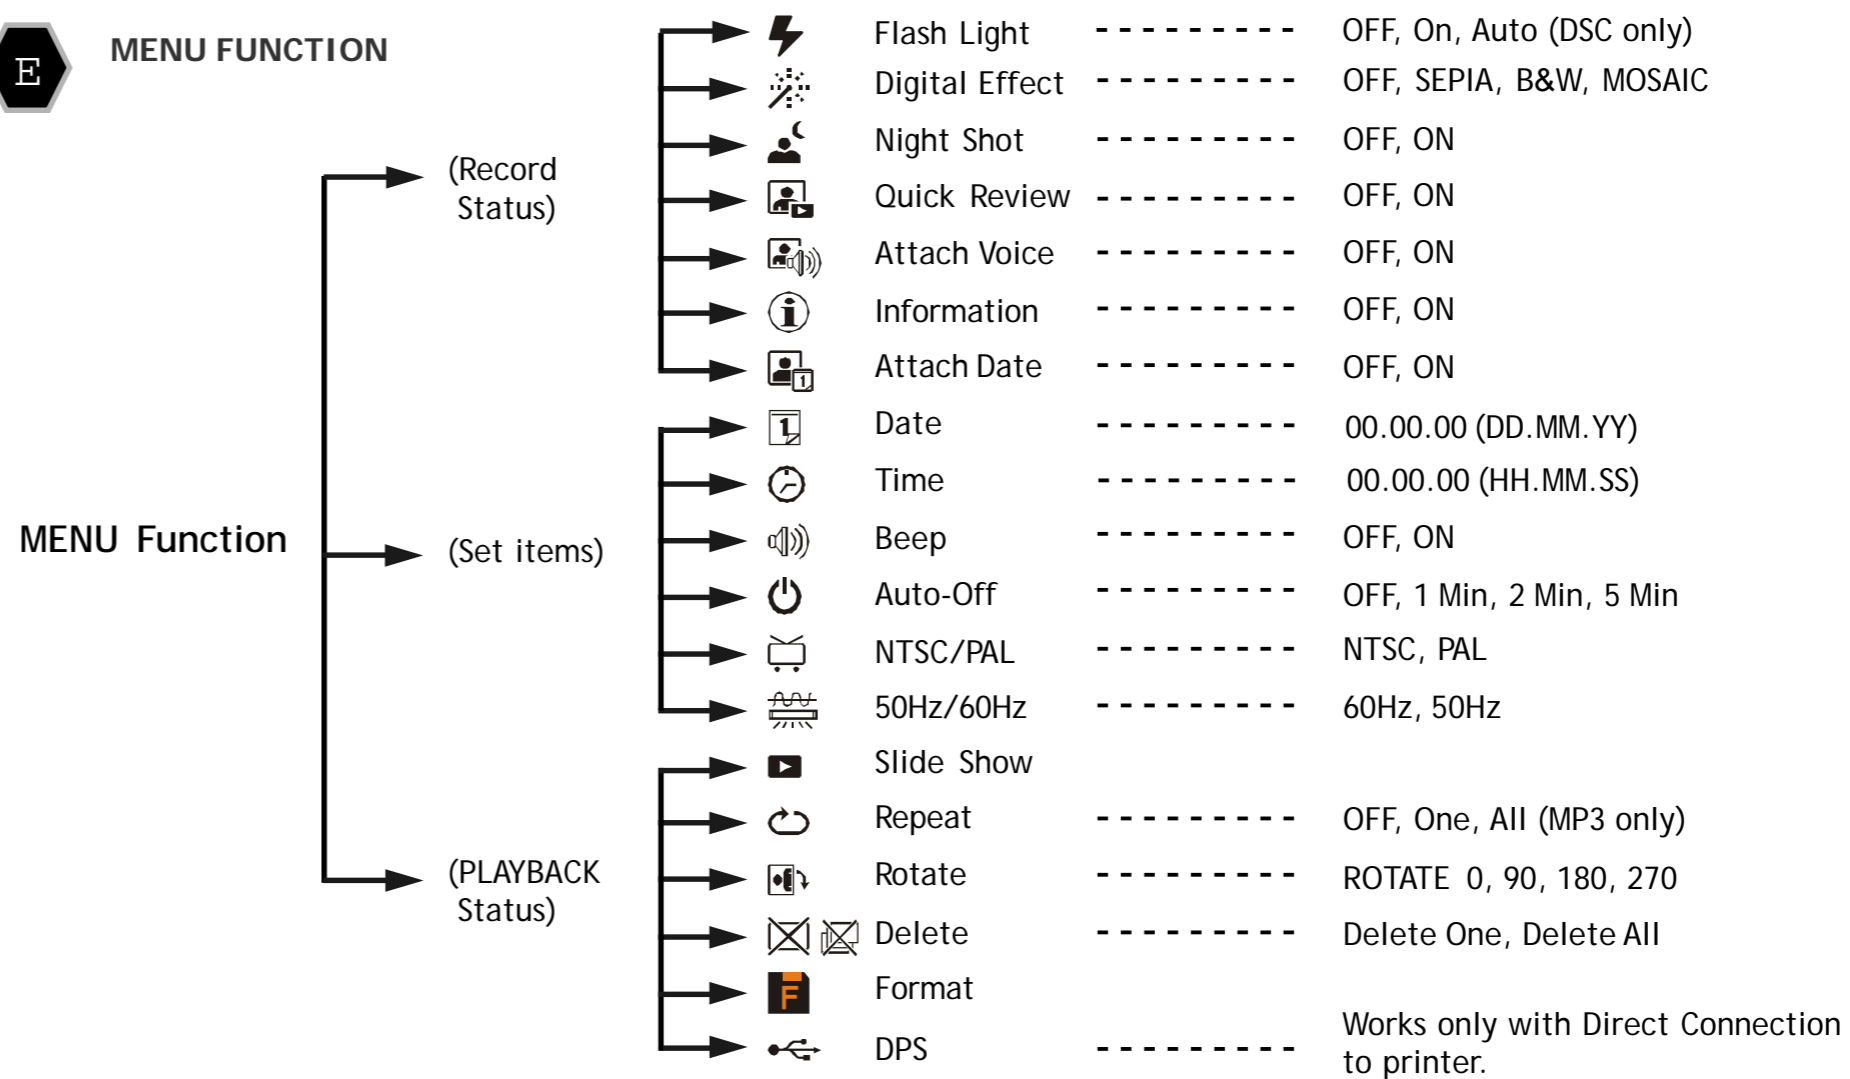 E
MENU FUNCTION
MENU Function
(Record
Status)
Flash Light - - - - - - - - - OFF, On, Auto (DSC only)
Digital Effect - - - - - - - - - OFF, SEPIA, B&W, MOSAIC
Night Shot - - - - - - - - - OFF, ON
Quick Review - - - - - - - - - OFF, ON
Attach Voice - - - - - - - - - OFF, ON
Information - - - - - - - - - OFF, ON
Attach Date - - - - - - - - - OFF, ON
(Set items)
Date - - - - - - - - - 00.00.00 (DD.MM.YY)
Time - - - - - - - - - 00.00.00 (HH.MM.SS)
Beep - - - - - - - - - OFF, ON
Auto-Off - - - - - - - - - OFF, 1 Min, 2 Min, 5 Min
NTSC/PAL - - - - - - - - - NTSC, PAL
50Hz/60Hz - - - - - - - - - 60Hz, 50Hz
(PLAYBACK
Status)
Slide Show
Repeat - - - - - - - - - OFF, One, All (MP3 only)
Rotate - - - - - - - - - ROTATE 0, 90, 180, 270
Delete - - - - - - - - - Delete One, Delete All
F Format
DPS - - - - - - - - - Works only with Direct Connection
to printer.